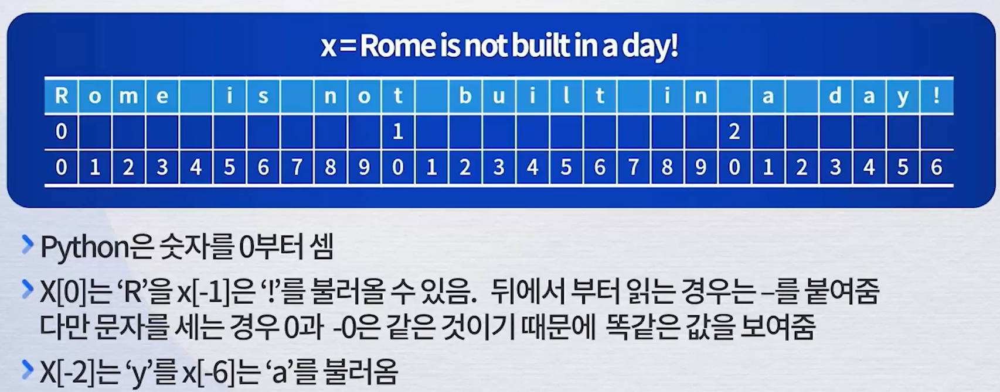 x = Rome is not built in a day!
R o m e i s n o t b u i l t i n a d a y !
0 1 2
0 1 2 3 4 5 6 7 8 9 0 1 2 3 4 5 6 7 8 9 0 1 2 3 4 5 6
Python은 숫자를 0부터 셈
X[0]는 ‘R’을 x[-1]은 ‘!’를 불러올 수 있음. 뒤에서 부터 읽는 경우는 –를 붙여줌
다만 문자를 세는 경우 0과 -0은 같은 것이기 때문에 똑같은 값을 보여줌
X[-2]는 ‘y’를 x[-6]는 ‘a’를 불러옴